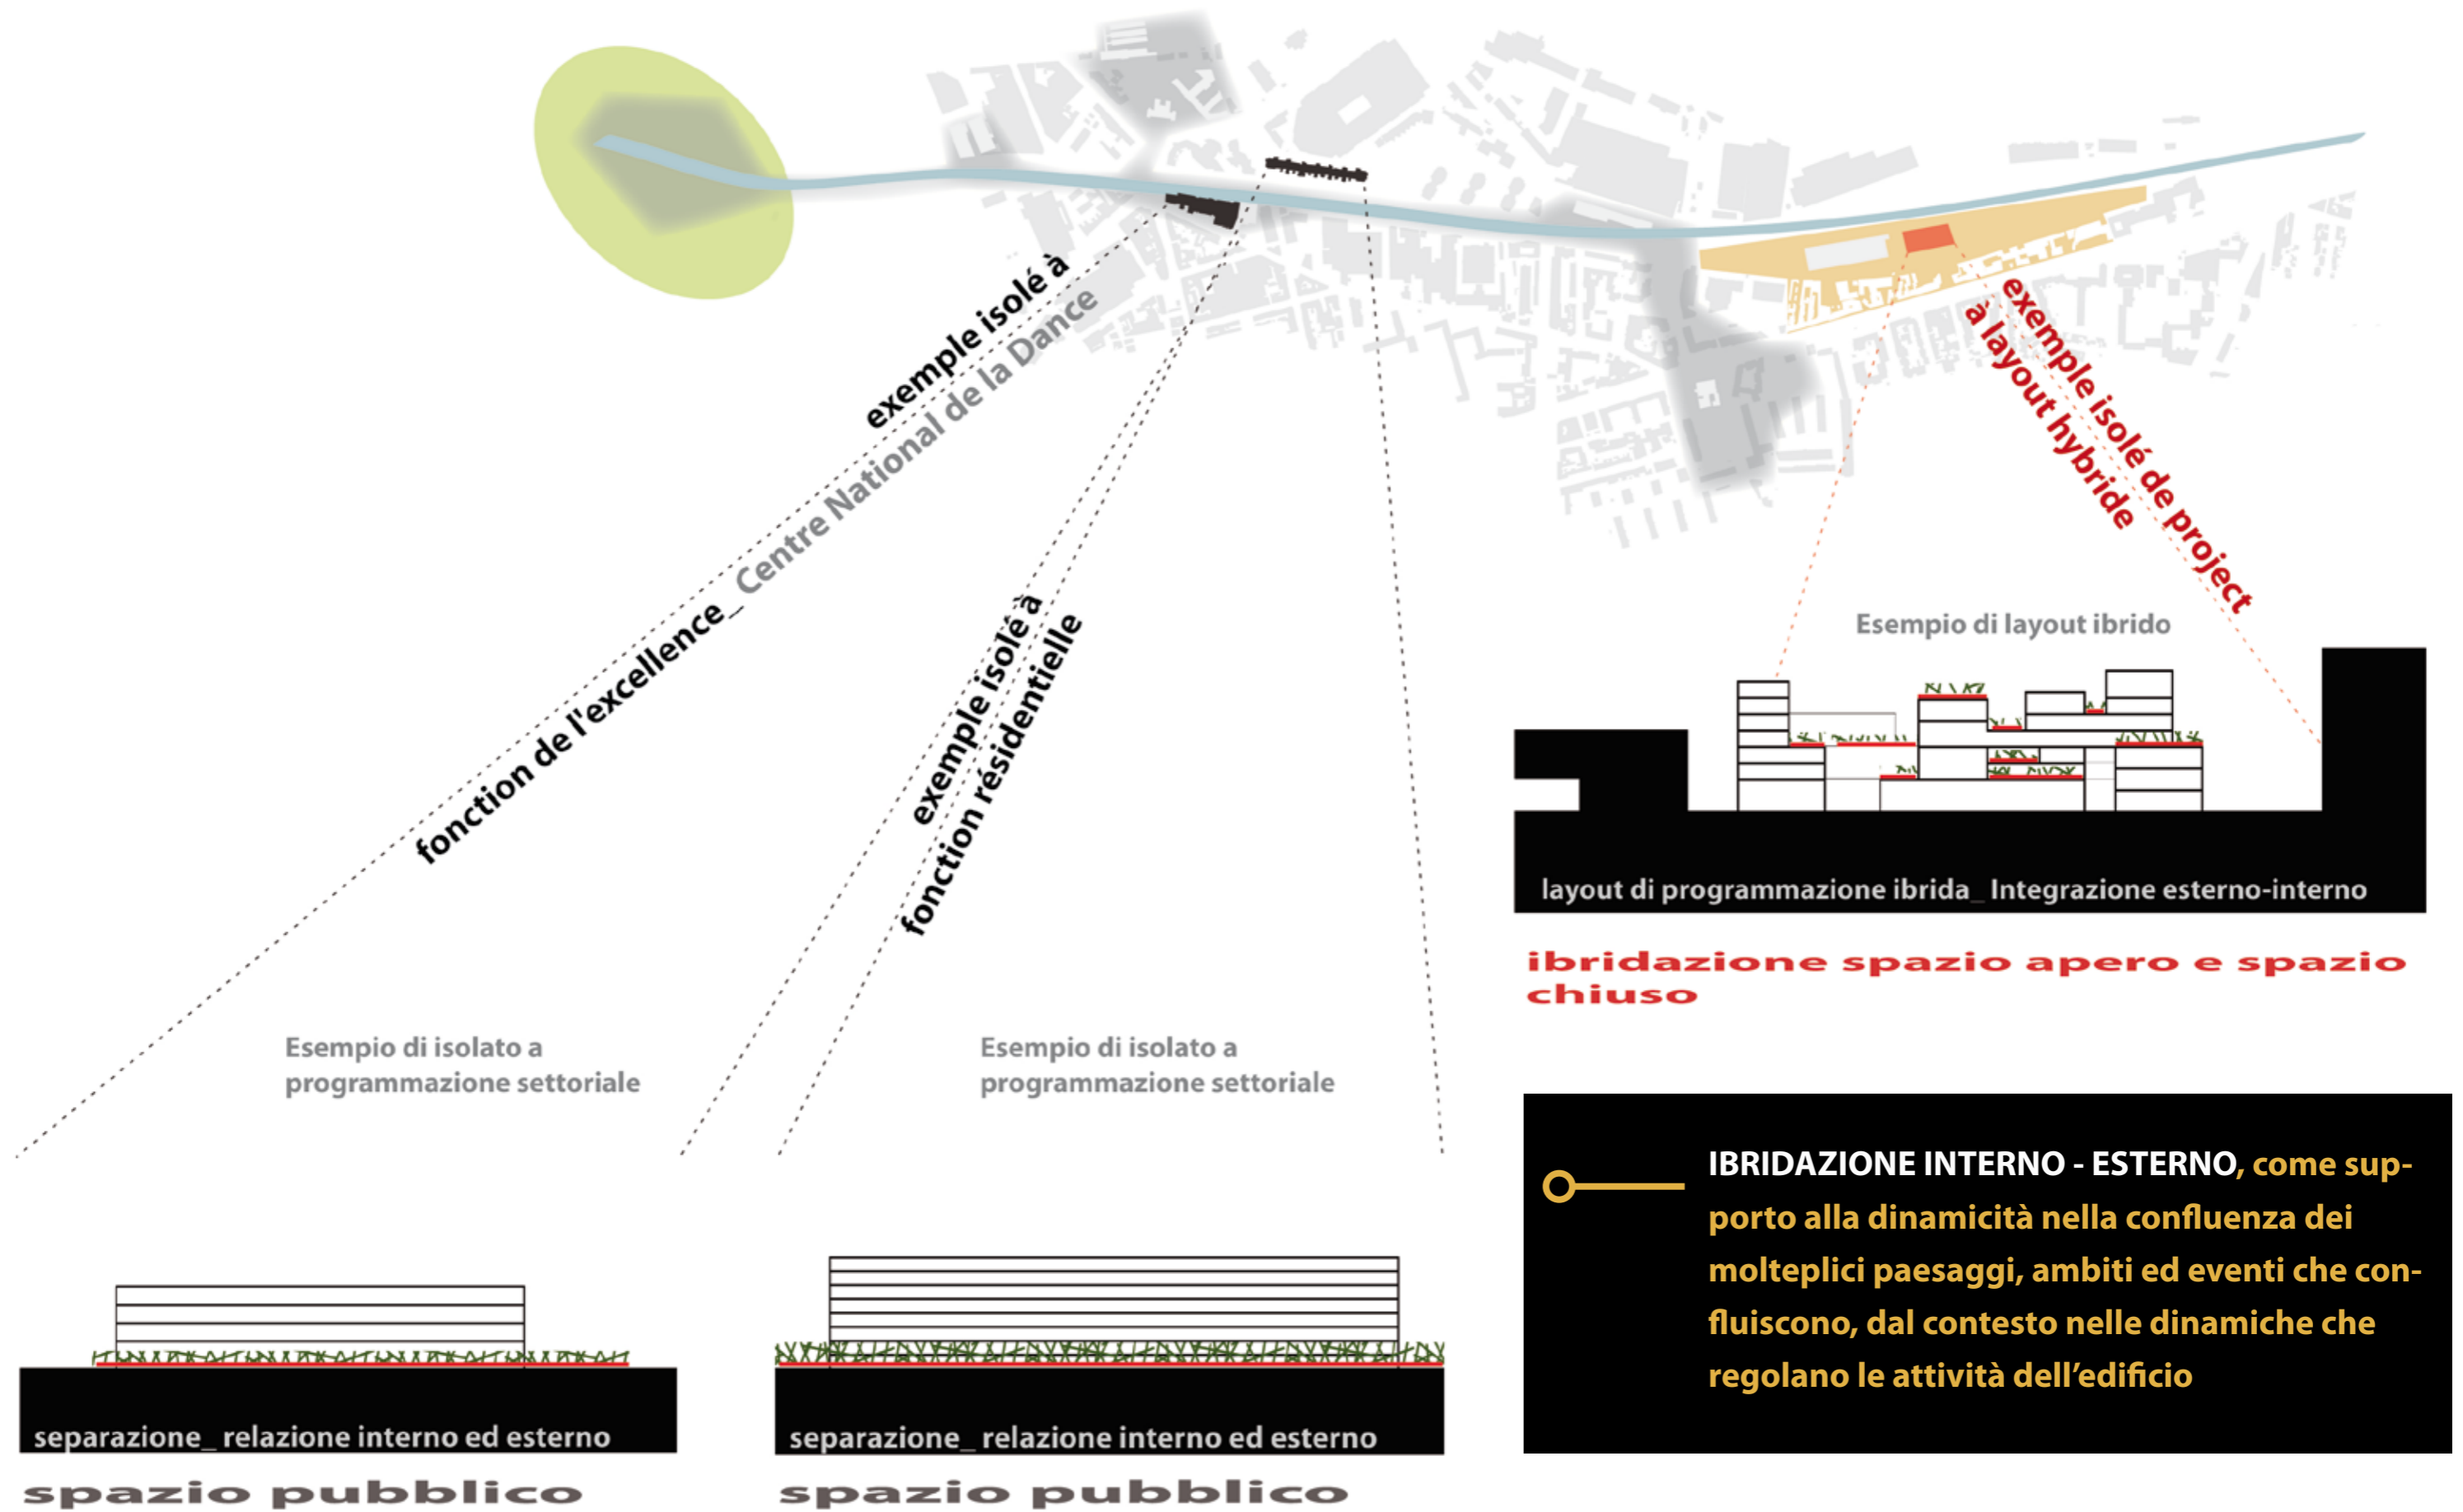 exemple isolé à
fonction de l'excellence_ Centre National de la Dance
exemple isolé à
fonction résidentielle
exemple isolé de project
à layout hybride
Esempio di layout ibrido
layout di programmazione ibrida_ Integrazione esterno-interno
ibridazione spazio apero e spazio
chiuso
Esempio di isolato a
programmazione settoriale
Esempio di isolato a
programmazione settoriale
IBRIDAZIONE INTERNO - ESTERNO, come sup-
porto alla dinamicità nella confluenza dei
molteplici paesaggi, ambiti ed eventi che con-
fluiscono, dal contesto nelle dinamiche che
regolano le attività dell’edificio
separazione_ relazione interno ed esterno
spazio pubblico
separazione_ relazione interno ed esterno
spazio pubblico